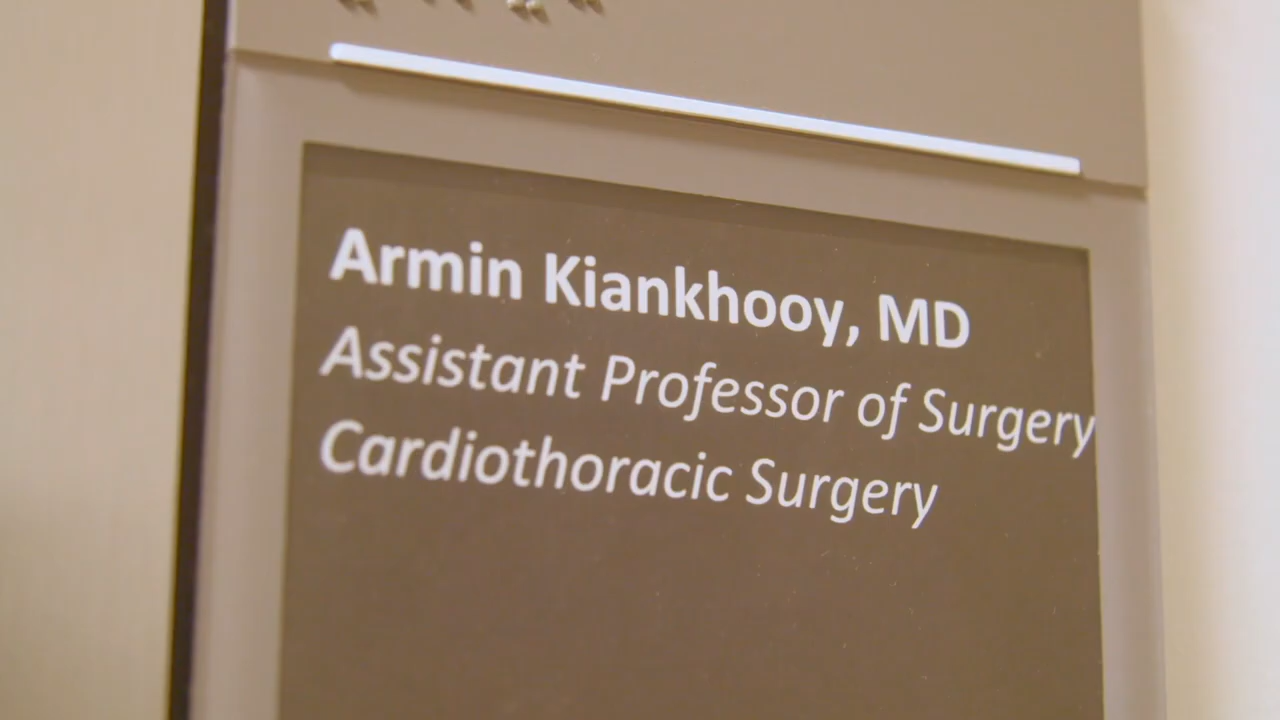 Armin Kiankhooy, MD
Assistant Professor of Surgery
Cardiothoracic Surgery